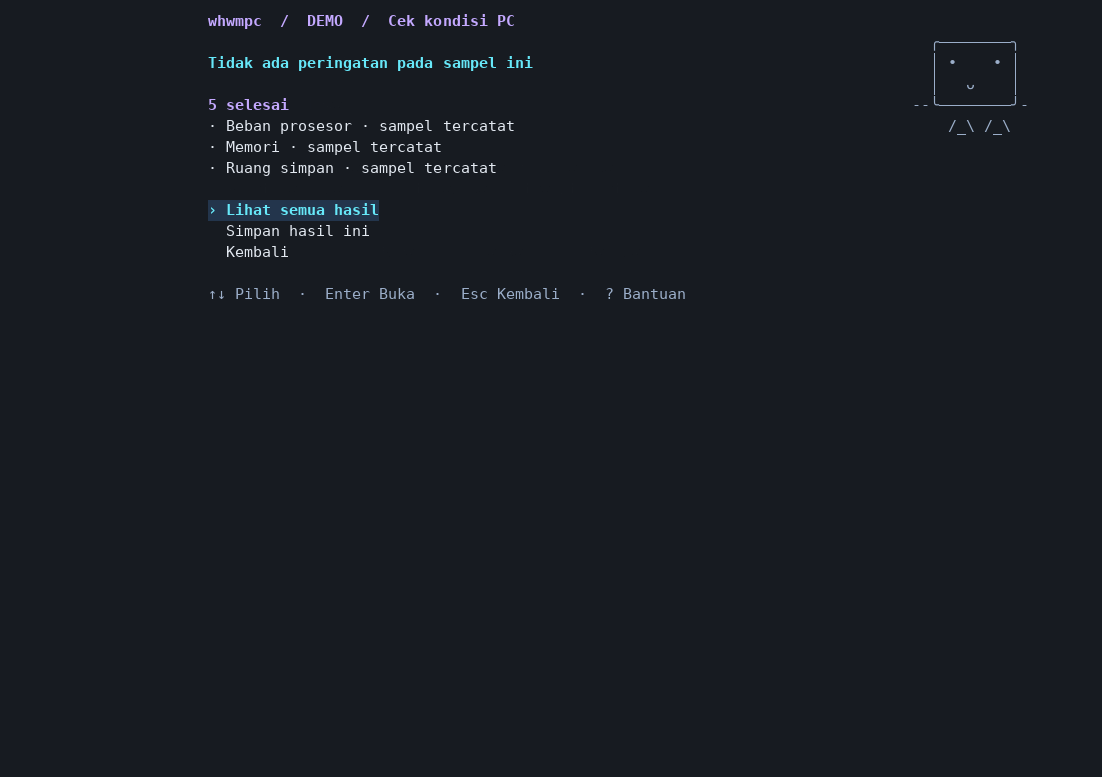 whwmpc  /  DEMO  /  Cek kondisi PC
Tidak ada peringatan pada sampel ini
5 selesai
· Beban prosesor · sampel tercatat
· Memori · sampel tercatat
· Ruang simpan · sampel tercatat
› Lihat semua hasil
Simpan hasil ini
Kembali
↑↓ Pilih  ·  Enter Buka  ·  Esc Kembali  ·  ? Bantuan